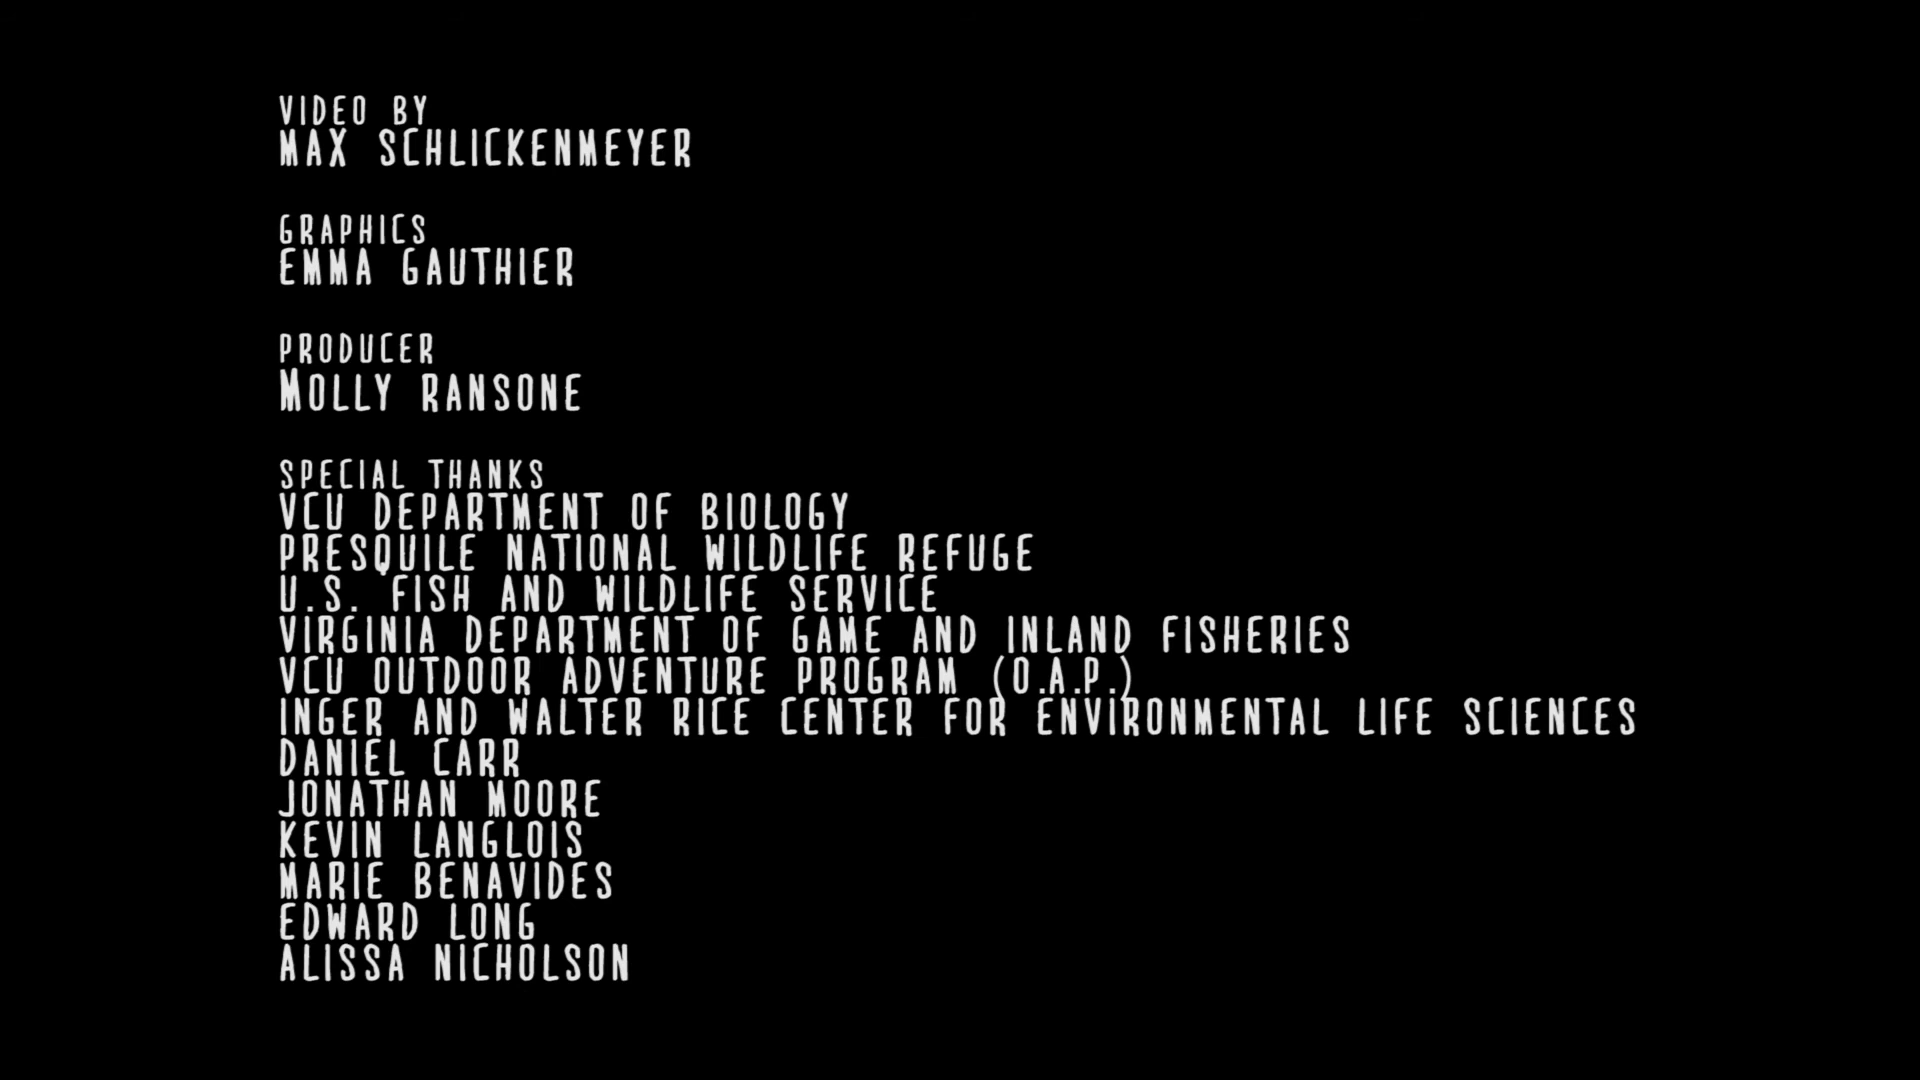 VIDEO BY
MAX SCHLICKENMEYER
GRAPHICS
EMMA GAUTHIER
PRODUCER
MOLLY RANSONE
SPECIAL THANKS
VCU DEPARTMENT OF BIOLOGY
PRESQUILE NATIONAL WILDLIFE REFUGE
U.S. FISH AND WILDLIFE SERVICE
VIRGINIA DEPARTMENT OF GAME AND INLAND FISHERIES
VCU OUTDOOR ADVENTURE PROGRAM (O.A.P.)
INGER AND WALTER RICE CENTER FOR ENVIRONMENTAL LIFE SCIENCES
DANIEL CARR
JONATHAN MOORE
KEVIN LANGLOIS
MARIE BENAVIDES
EDWARD LONG
ALISSA NICHOLSON